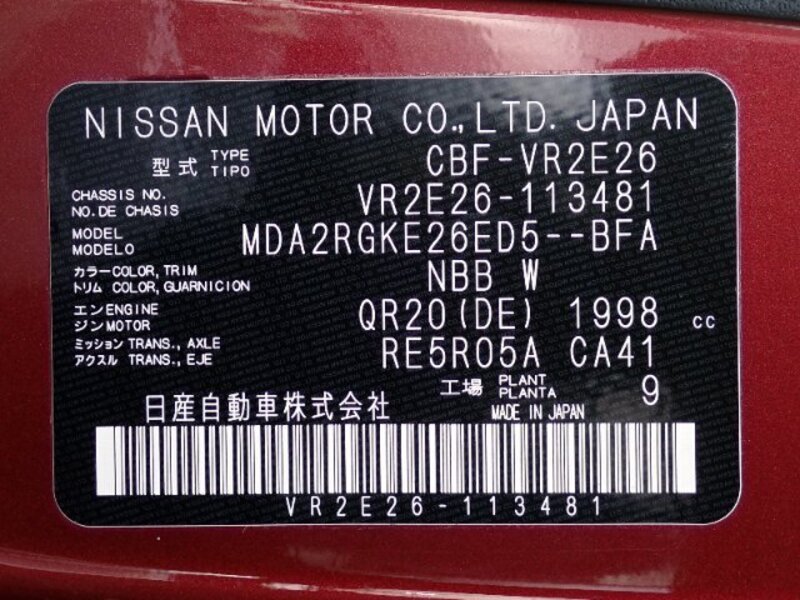 NISSAN MOTOR CO.,LTD. JAPAN
型式 TYPE TIPO CBF-VR2E26
CHASSIS NO. NO.DE CHASIS VR2E26-113481
MODEL MODELO MDA2RGKE26ED5--BFA
カラー COLOR,TRIM トリム COLOR,GUARNICION NBB W
エンジン ENGINE MOTOR QR20(DE) 1998 cc
ミッション TRANS., AXLE アクスル TRANS., EJE RE5R05A CA41
工場 PLANT PLANTA 9
日産自動車株式会社 MADE IN JAPAN
VR2E26-113481